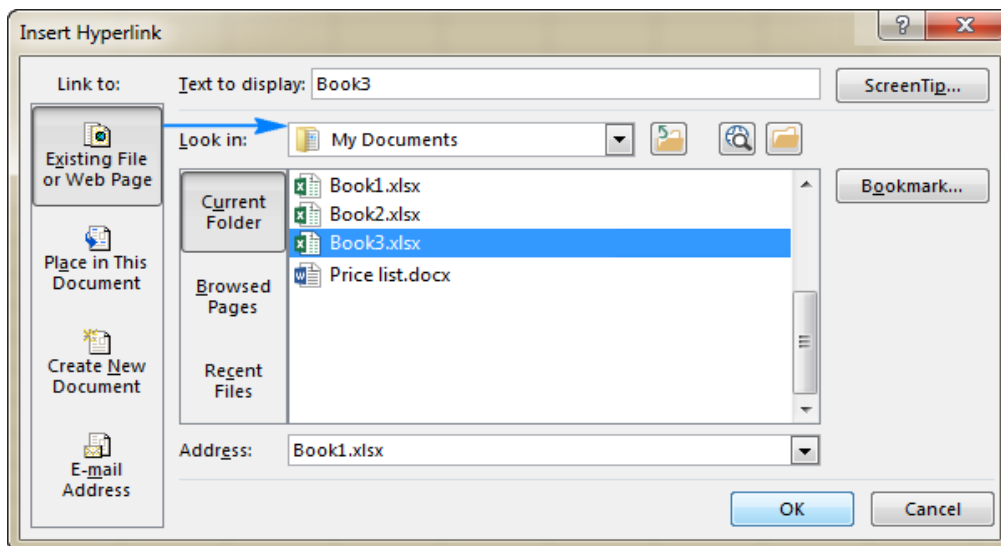 Insert Hyperlink
Link to:
Text to display: Book3
ScreenTip...
Existing File
or Web Page
Look in: My Documents
Current
Folder
Book1.xlsx
Book2.xlsx
Book3.xlsx
Price list.docx
Bookmark...
Place in This
Document
Browsed
Pages
Create New
Document
Recent
Files
E-mail
Address
Address: Book1.xlsx
OK
Cancel